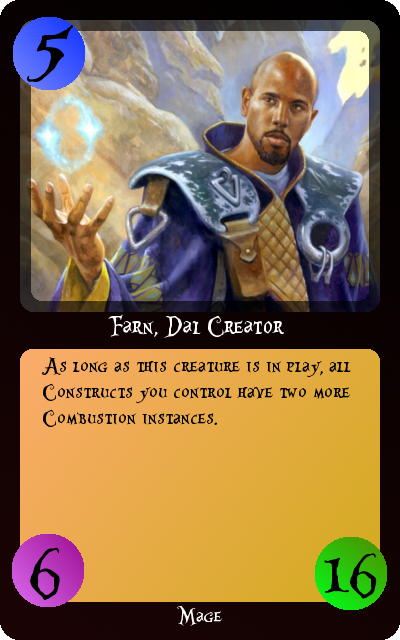 5
Farn, Dal Creator
As long as this creature is in play, all
Constructs you control have two more
Combustion instances.
6
16
Mage